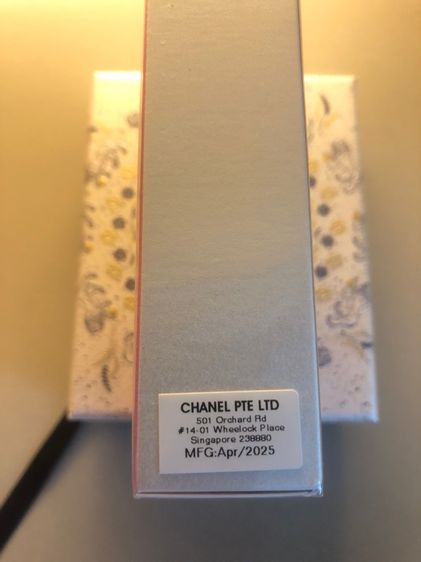 CHANEL PTE LTD
501 Orchard Rd
#14-01 Wheelock Place
Singapore 238880
MFG:Apr/2025